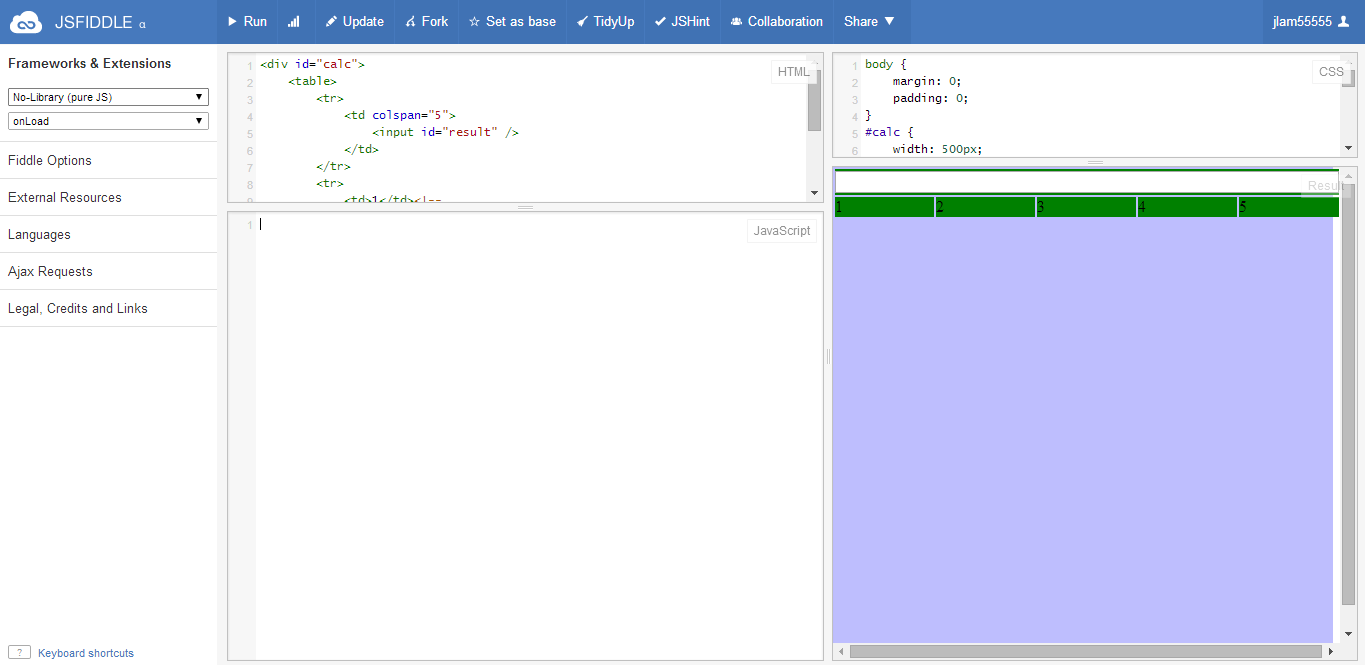 JSFIDDLE α
Run
Update
Fork
Set as base
TidyUp
JSHint
Collaboration
Share ▼
jlam55555
Frameworks & Extensions
No-Library (pure JS)
onLoad
Fiddle Options
External Resources
Languages
Ajax Requests
Legal, Credits and Links
? Keyboard shortcuts
HTML
1 <div id="calc">
2 <table>
3 <tr>
4 <td colspan="5">
5 <input id="result" />
6 </td>
7 </tr>
8 <tr>
9 <td>1</td><!--
JavaScript
1
CSS
1 body {
2 margin: 0;
3 padding: 0;
4 }
5 #calc {
6 width: 500px;
Result
1 2 3 4 5